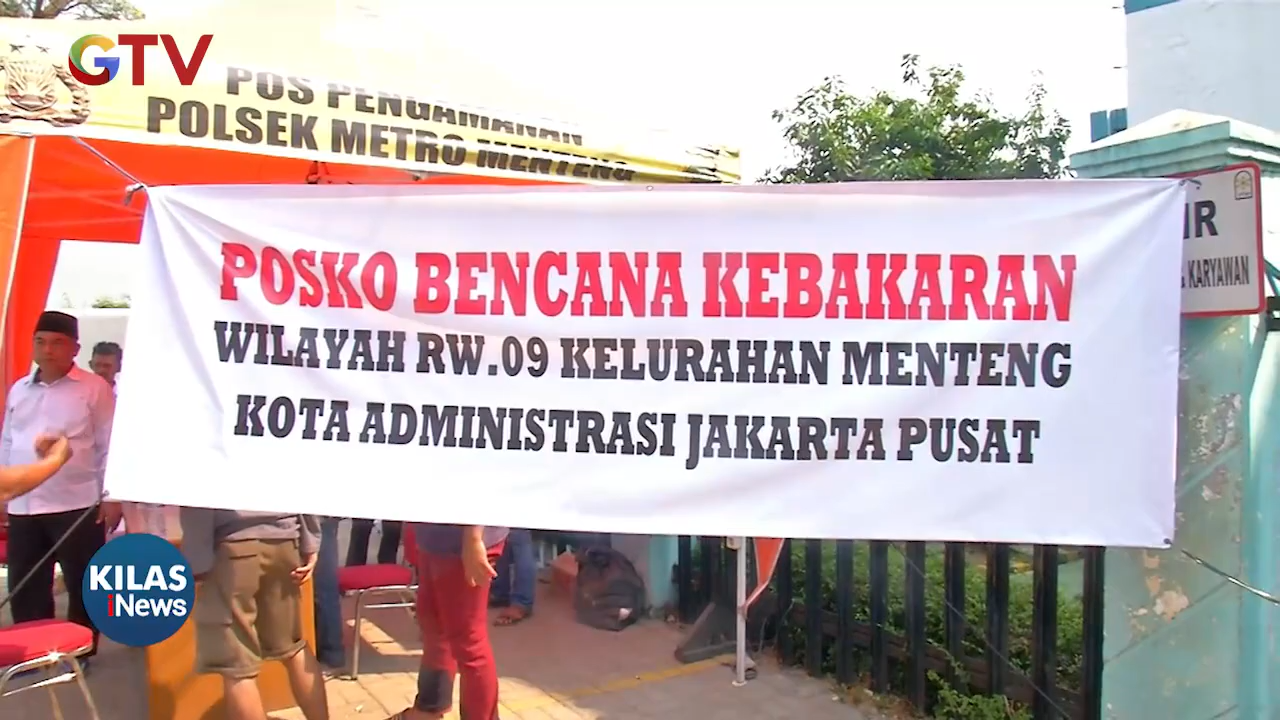 GTV
POS PENGAMANAN
POLSEK METRO MENTENG
POSKO BENCANA KEBAKARAN
WILAYAH RW.09 KELURAHAN MENTENG
KOTA ADMINISTRASI JAKARTA PUSAT
KARYAWAN
KILAS
iNews